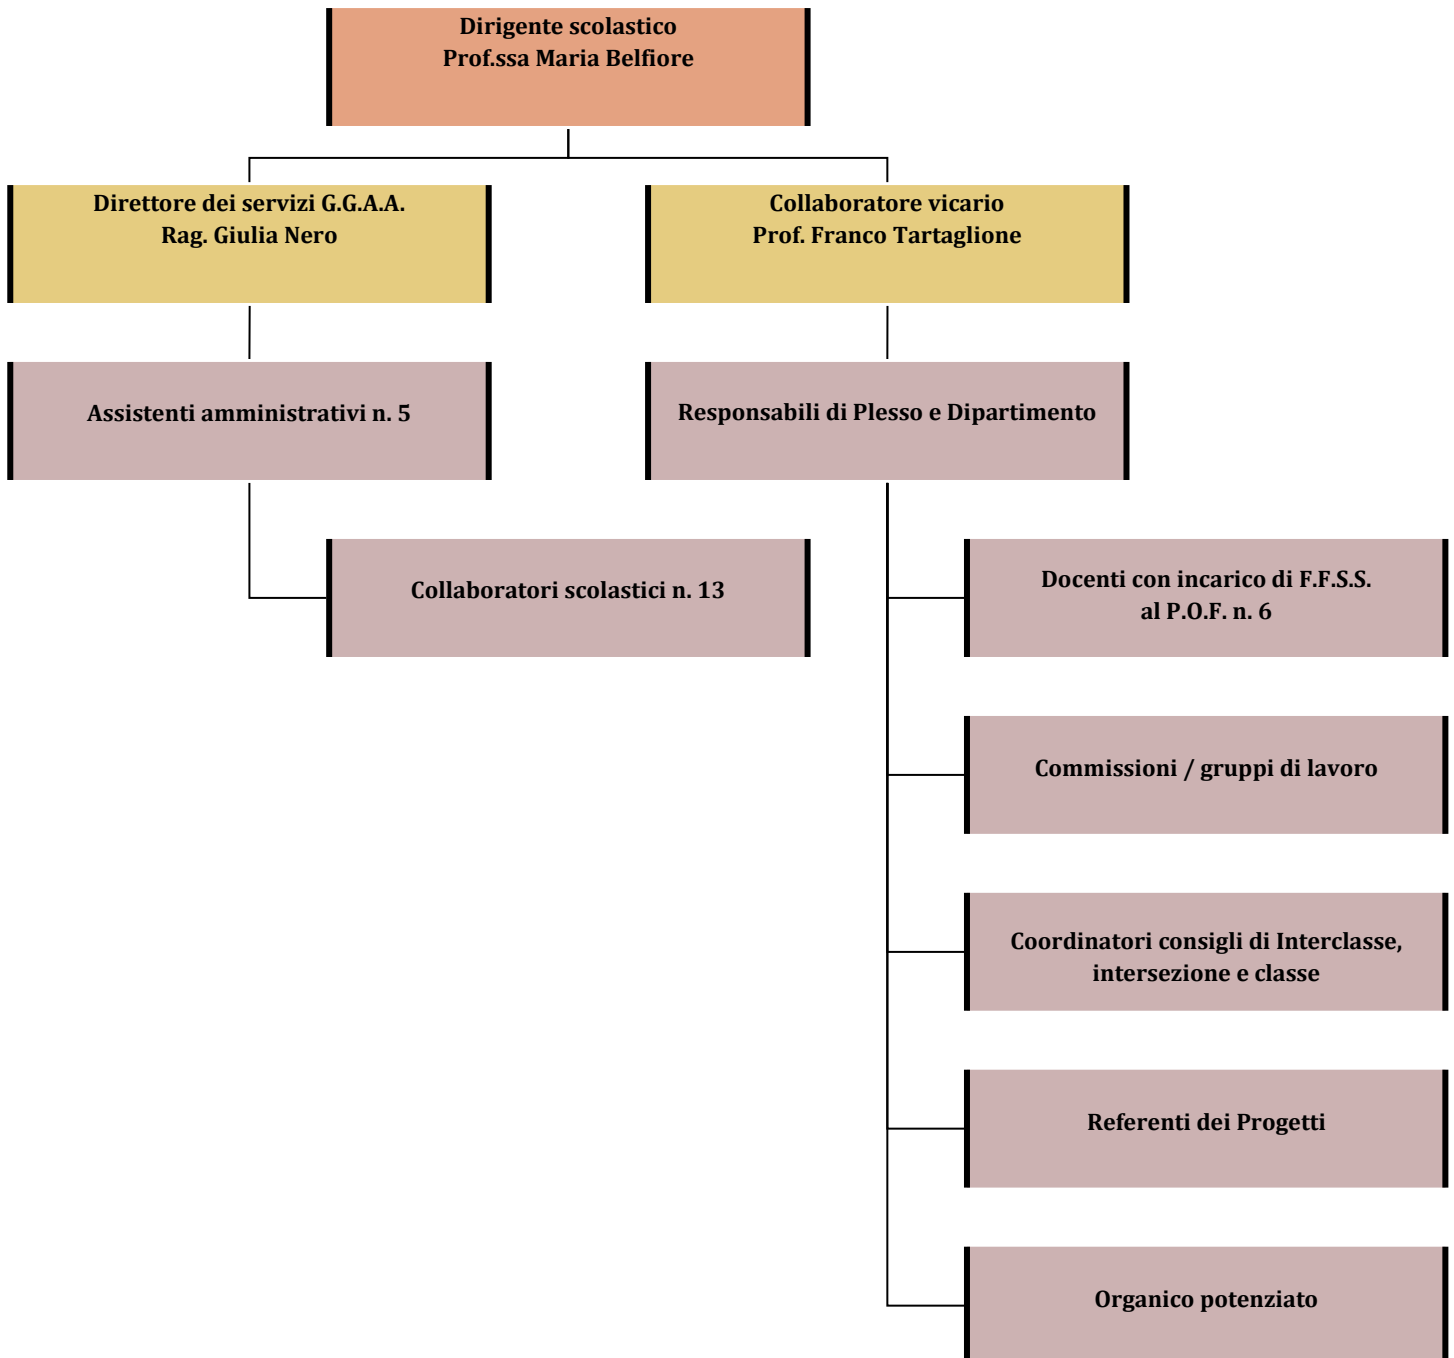 Dirigente scolastico
Prof.ssa Maria Belfiore
Direttore dei servizi G.G.A.A.
Rag. Giulia Nero
Collaboratore vicario
Prof. Franco Tartaglione
Assistenti amministrativi n. 5
Responsabili di Plesso e Dipartimento
Collaboratori scolastici n. 13
Docenti con incarico di F.F.S.S.
al P.O.F. n. 6
Commissioni / gruppi di lavoro
Coordinatori consigli di Interclasse,
intersezione e classe
Referenti dei Progetti
Organico potenziato